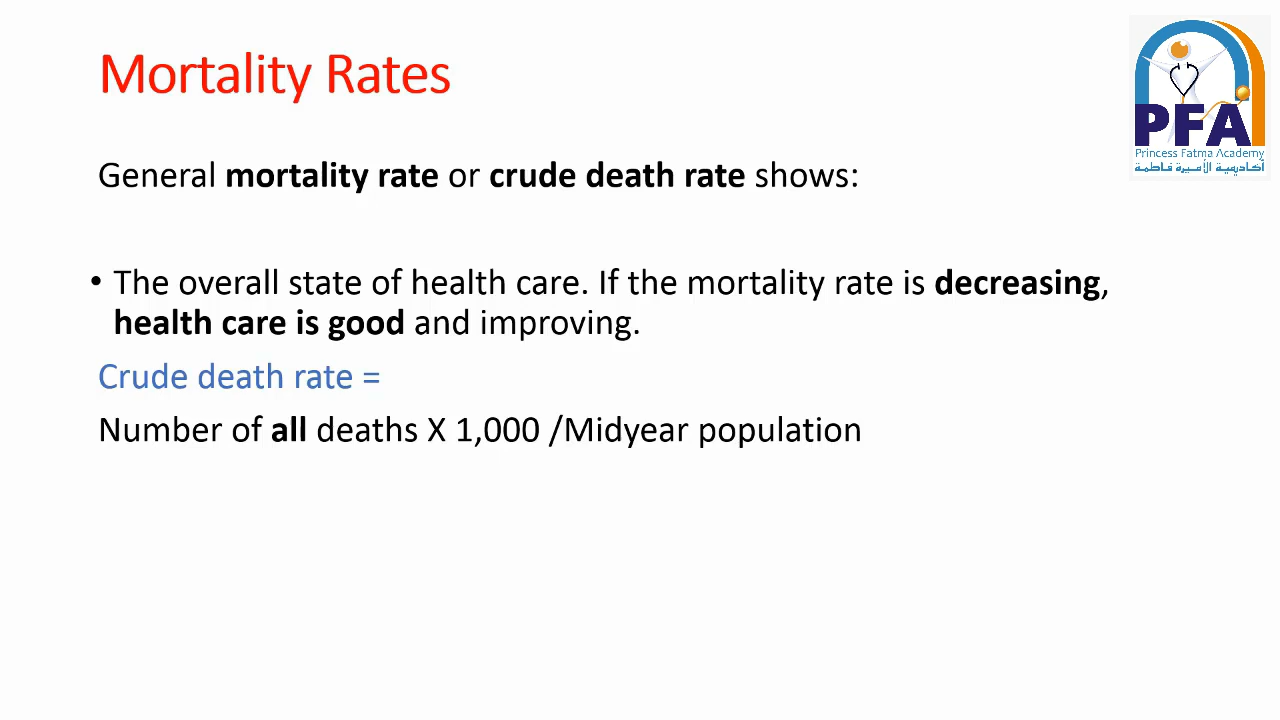 Mortality Rates
PFA
Princess Fatma Academy
أكاديمية الأميرة فاطمة
General mortality rate or crude death rate shows:
• The overall state of health care. If the mortality rate is decreasing,
health care is good and improving.
Crude death rate =
Number of all deaths X 1,000 /Midyear population